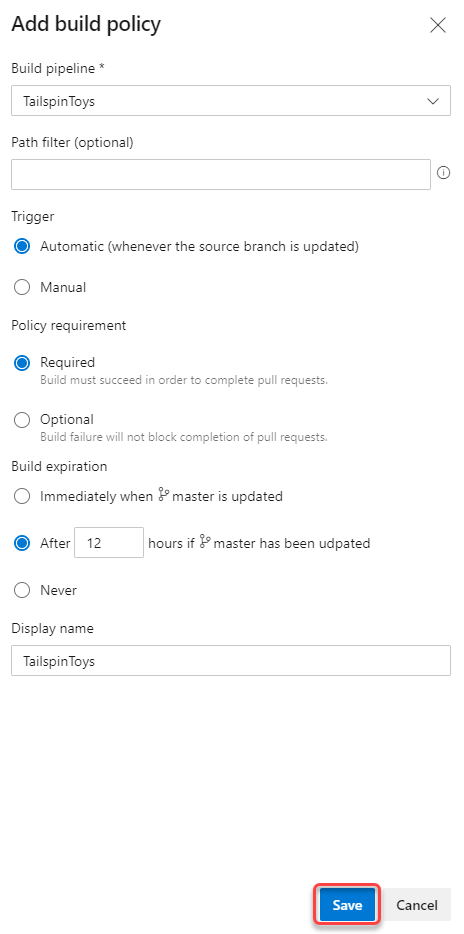 Add build policy
Build pipeline *
TailspinToys
Path filter (optional)
Trigger
Automatic (whenever the source branch is updated)
Manual
Policy requirement
Required
Build must succeed in order to complete pull requests.
Optional
Build failure will not block completion of pull requests.
Build expiration
Immediately when master is updated
After 12 hours if master has been udpated
Never
Display name
TailspinToys
Save Cancel